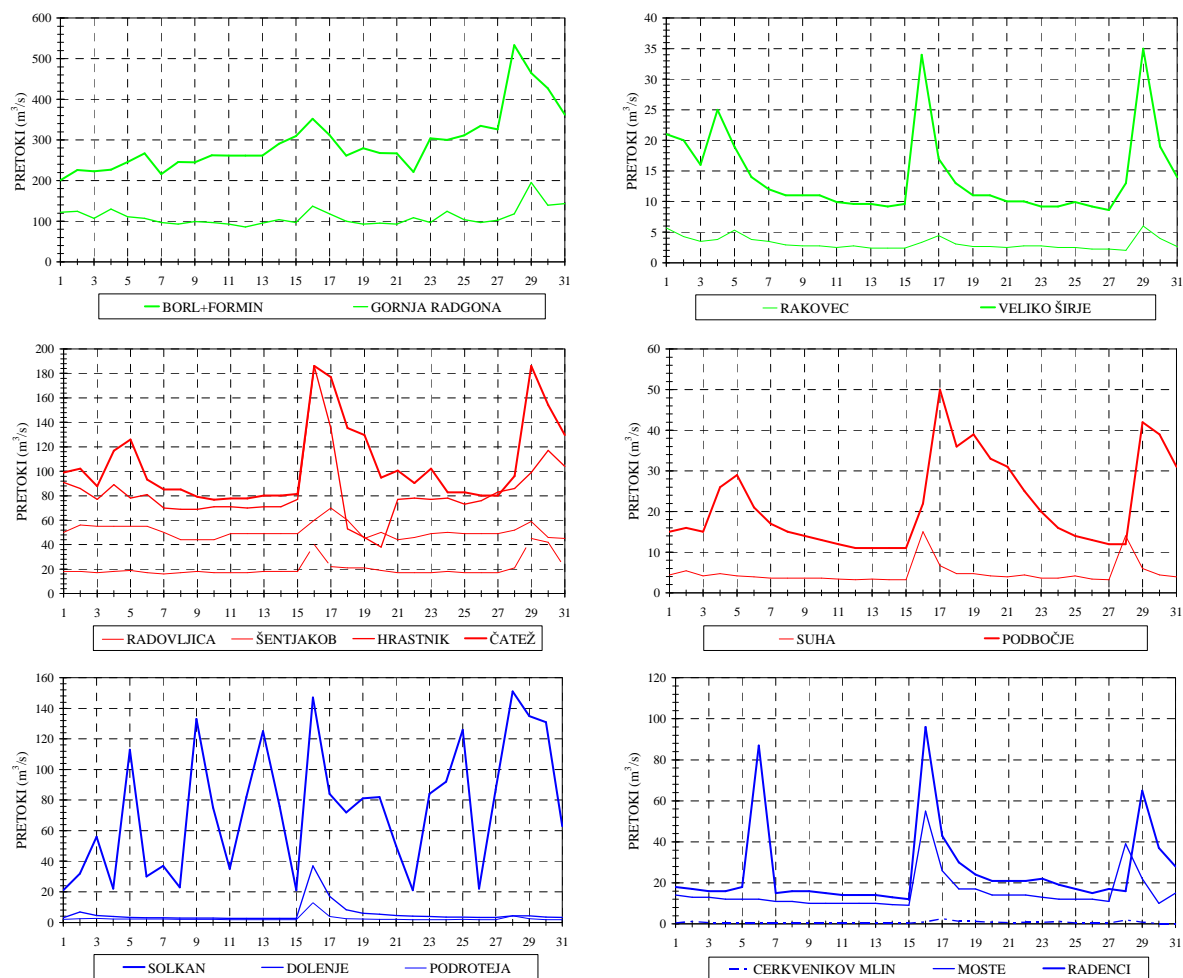 PRETOKI (m³/s)
600
500
400
300
200
100
0
1 3 5 7 9 11 13 15 17 19 21 23 25 27 29 31
BORL+FORMIN GORNJA RADGONA
PRETOKI (m³/s)
40
35
30
25
20
15
10
5
0
1 3 5 7 9 11 13 15 17 19 21 23 25 27 29 31
RAKOVEC VELIKO ŠIRJE
PRETOKI (m³/s)
200
180
160
140
120
100
80
60
40
20
0
1 3 5 7 9 11 13 15 17 19 21 23 25 27 29 31
RADOVLJICA ŠENTJAKOB HRASTNIK ČATEŽ
PRETOKI (m³/s)
60
50
40
30
20
10
0
1 3 5 7 9 11 13 15 17 19 21 23 25 27 29 31
SUHA PODBOČJE
PRETOKI (m³/s)
160
140
120
100
80
60
40
20
0
1 3 5 7 9 11 13 15 17 19 21 23 25 27 29 31
SOLKAN DOLENJE PODROTEJA
PRETOKI (m³/s)
120
100
80
60
40
20
0
1 3 5 7 9 11 13 15 17 19 21 23 25 27 29 31
CERKVENIKOV MLIN MOSTE RADENCI